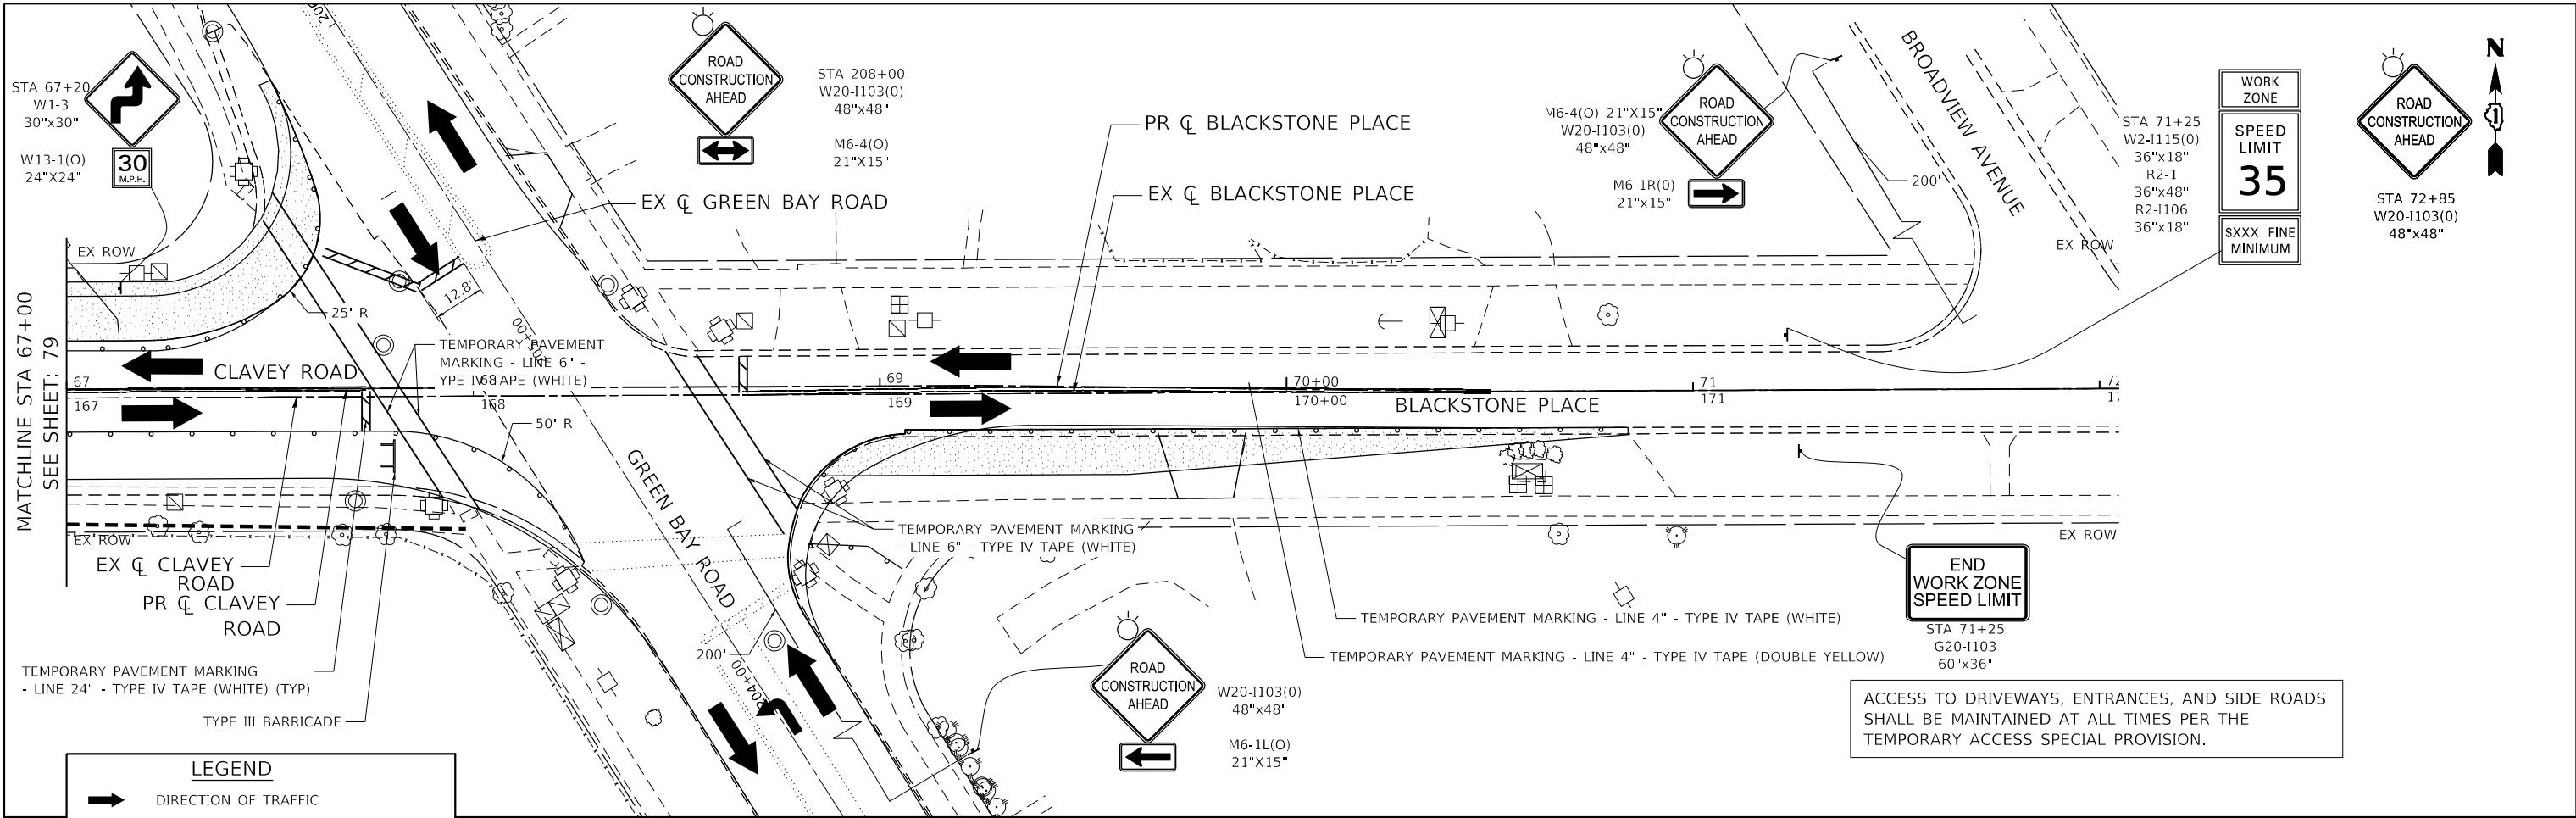 STA 67+20
W1-3
30"x30"
W13-1(O)
24"X24"
30
M.P.H.
ROAD
CONSTRUCTION
AHEAD
STA 208+00
W20-I103(0)
48"x48"
M6-4(O)
21"X15"
EX ℄ GREEN BAY ROAD
PR ℄ BLACKSTONE PLACE
EX ℄ BLACKSTONE PLACE
M6-4(O) 21"X15"
W20-I103(0)
48"x48"
M6-1R(0)
21"x15"
ROAD
CONSTRUCTION
AHEAD
200'
BROADVIEW AVENUE
STA 71+25
W2-I115(0)
36"x18"
R2-1
36"x48"
R2-I106
36"x18"
WORK
ZONE
SPEED
LIMIT
35
$XXX FINE
MINIMUM
ROAD
CONSTRUCTION
AHEAD
STA 72+85
W20-I103(0)
48"x48"
N
EX ROW
EX ROW
MATCHLINE STA 67+00
SEE SHEET: 79
25' R
12.8'
TEMPORARY PAVEMENT
MARKING - LINE 6" -
YPE IV TAPE (WHITE)
CLAVEY ROAD
67
167
68
168
69
169
70+00
170+00
71
171
72
17
BLACKSTONE PLACE
50' R
GREEN BAY ROAD
TEMPORARY PAVEMENT MARKING
- LINE 6" - TYPE IV TAPE (WHITE)
EX ROW
EX ROW
EX ℄ CLAVEY
ROAD
PR ℄ CLAVEY
ROAD
TEMPORARY PAVEMENT MARKING
- LINE 24" - TYPE IV TAPE (WHITE) (TYP)
TYPE III BARRICADE
200'
204+00
ROAD
CONSTRUCTION
AHEAD
W20-I103(0)
48"x48"
M6-1L(O)
21"X15"
TEMPORARY PAVEMENT MARKING - LINE 4" - TYPE IV TAPE (WHITE)
TEMPORARY PAVEMENT MARKING - LINE 4" - TYPE IV TAPE (DOUBLE YELLOW)
END
WORK ZONE
SPEED LIMIT
STA 71+25
G20-I103
60"x36"
ACCESS TO DRIVEWAYS, ENTRANCES, AND SIDE ROADS
SHALL BE MAINTAINED AT ALL TIMES PER THE
TEMPORARY ACCESS SPECIAL PROVISION.
LEGEND
DIRECTION OF TRAFFIC